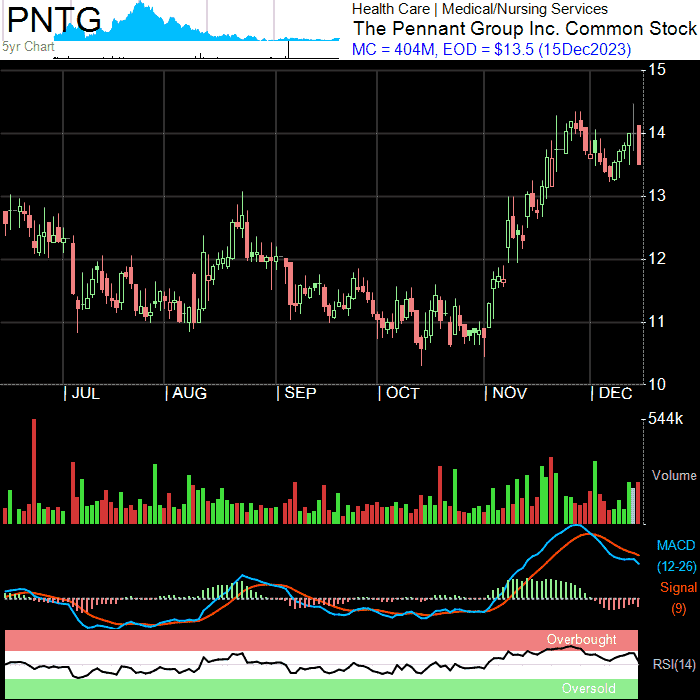 PNTG
5yr Chart
Health Care | Medical/Nursing Services
The Pennant Group Inc. Common Stock
MC = 404M, EOD = $13.5 (15Dec2023)
15
14
13
12
11
10
| JUL | AUG | SEP | OCT | NOV | DEC
544k
Volume
MACD
(12-26)
Signal
(9)
Overbought
RSI(14)
Oversold